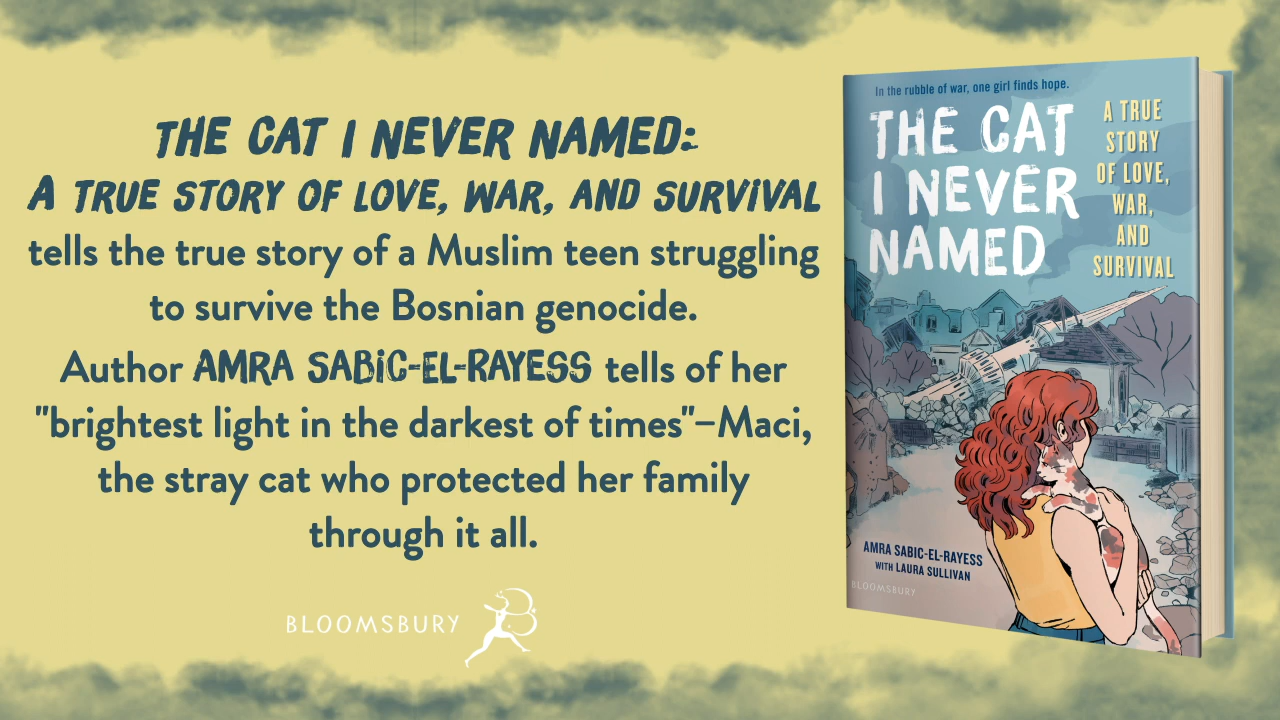 THE CAT I NEVER NAMED:
A TRUE STORY OF LOVE, WAR, AND SURVIVAL
tells the true story of a Muslim teen struggling
to survive the Bosnian genocide.
Author AMRA SABIC-EL-RAYESS tells of her
"brightest light in the darkest of times"–Maci,
the stray cat who protected her family
through it all.
BLOOMSBURY
In the rubble of war, one girl finds hope.
THE CAT
I NEVER
NAMED
A TRUE
STORY
OF LOVE,
WAR,
AND
SURVIVAL
AMRA SABIC-EL-RAYESS
WITH LAURA SULLIVAN
BLOOMSBURY